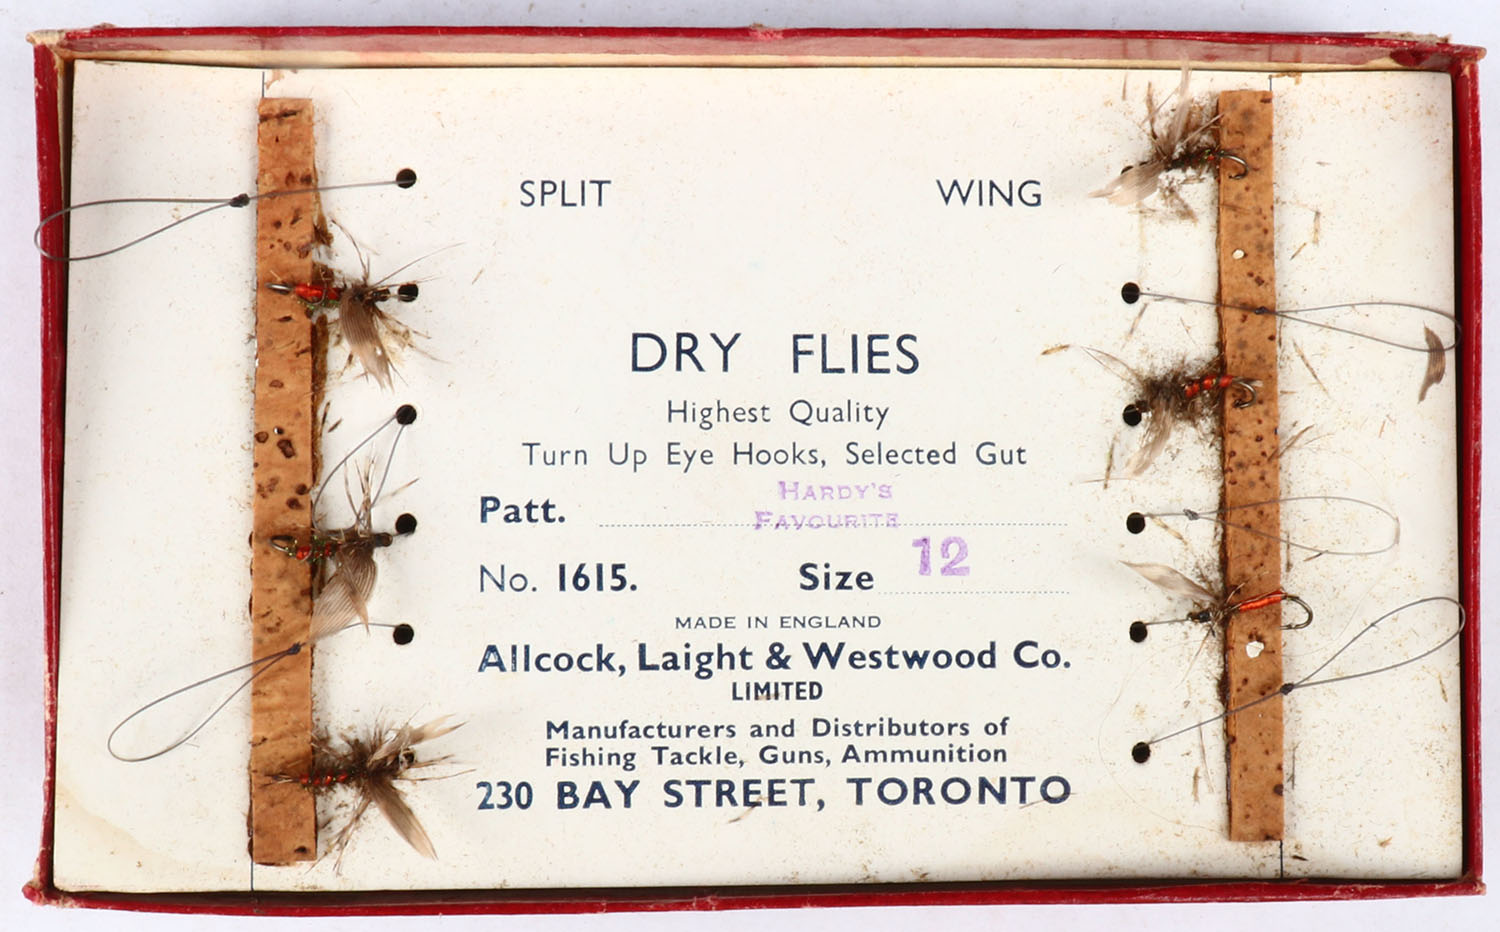 SPLIT WING
DRY FLIES
Highest Quality
Turn Up Eye Hooks, Selected Gut
HARDY'S
Patt. FAVOURITE
No. 1615. Size 12
MADE IN ENGLAND
Allcock, Laight & Westwood Co.
LIMITED
Manufacturers and Distributors of
Fishing Tackle, Guns, Ammunition
230 BAY STREET, TORONTO